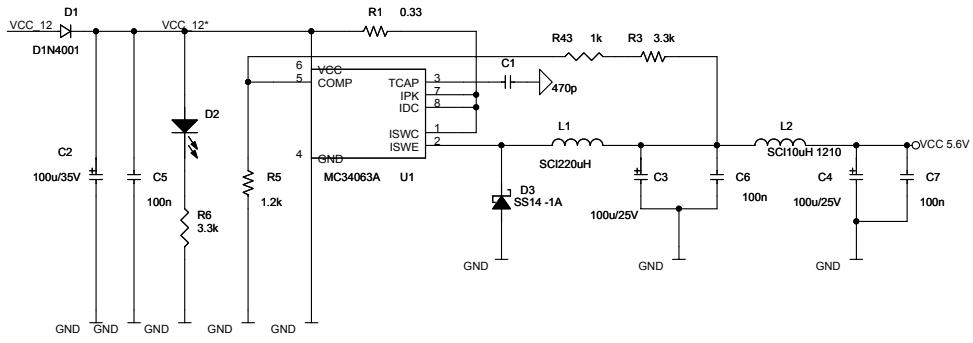 D1
VCC_12
D1N4001
VCC_12*
R1 0.33
R43 1k
R3 3.3k
6
VCC
5
COMP
TCAP
3
IPK
7
IDC
8
ISWC
1
ISWE
2
4
GND
MC34063A U1
C1
470p
D2
C2
100u/35V
C5
100n
R6
3.3k
R5
1.2k
L1
SCI220uH
L2
SCI10uH 1210
VCC 5.6V
D3
SS14 -1A
C3
100u/25V
C6
100n
C4
100u/25V
C7
100n
GND
GND
GND
GND
GND
GND
GND
GND